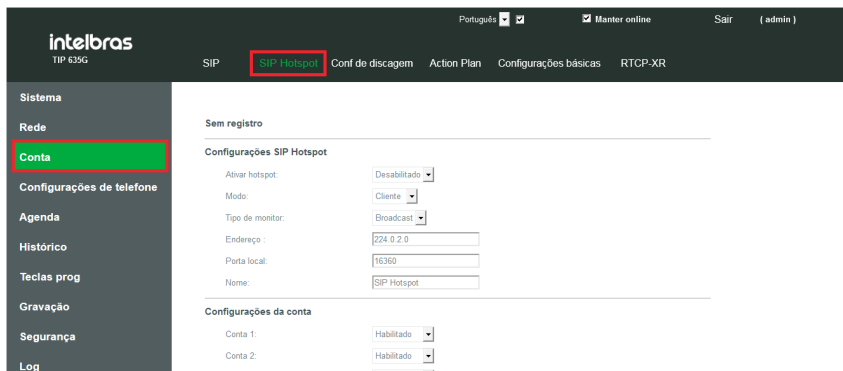 Português
Manter online
Sair
( admin )
intelbras
TIP 635G
SIP
SIP Hotspot
Conf de discagem
Action Plan
Configurações básicas
RTCP-XR
Sistema
Rede
Conta
Configurações de telefone
Agenda
Histórico
Teclas prog
Gravação
Segurança
Log
Sem registro
Configurações SIP Hotspot
Ativar hotspot: Desabilitado
Modo: Cliente
Tipo de monitor: Broadcast
Endereço : 224.0.2.0
Porta local: 16360
Nome: SIP Hotspot
Configurações da conta
Conta 1: Habilitado
Conta 2: Habilitado